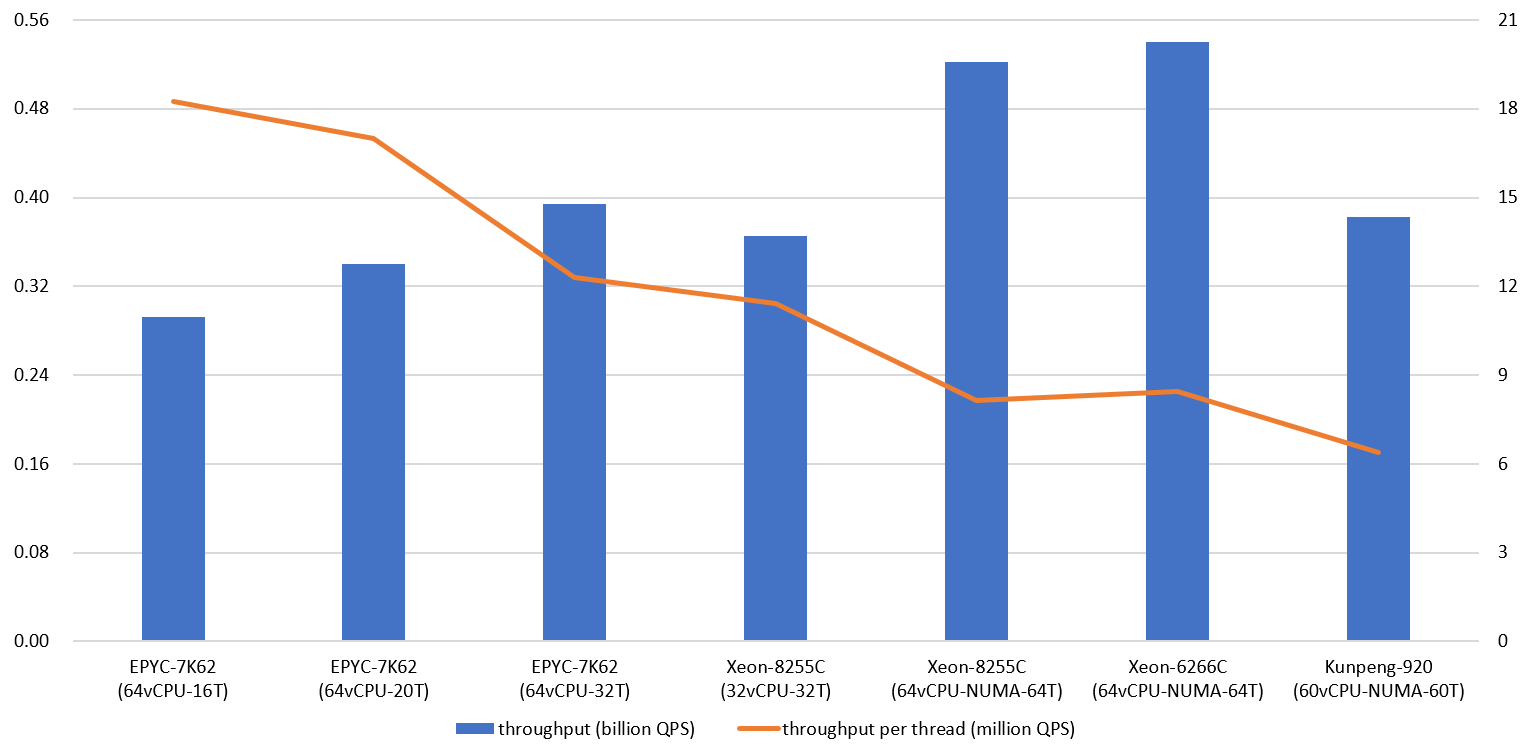 0.56
0.48
0.40
0.32
0.24
0.16
0.08
0.00
21
18
15
12
9
6
3
0
EPYC-7K62
(64vCPU-16T)
EPYC-7K62
(64vCPU-20T)
EPYC-7K62
(64vCPU-32T)
Xeon-8255C
(32vCPU-32T)
Xeon-8255C
(64vCPU-NUMA-64T)
Xeon-6266C
(64vCPU-NUMA-64T)
Kunpeng-920
(60vCPU-NUMA-60T)
throughput (billion QPS)
throughput per thread (million QPS)